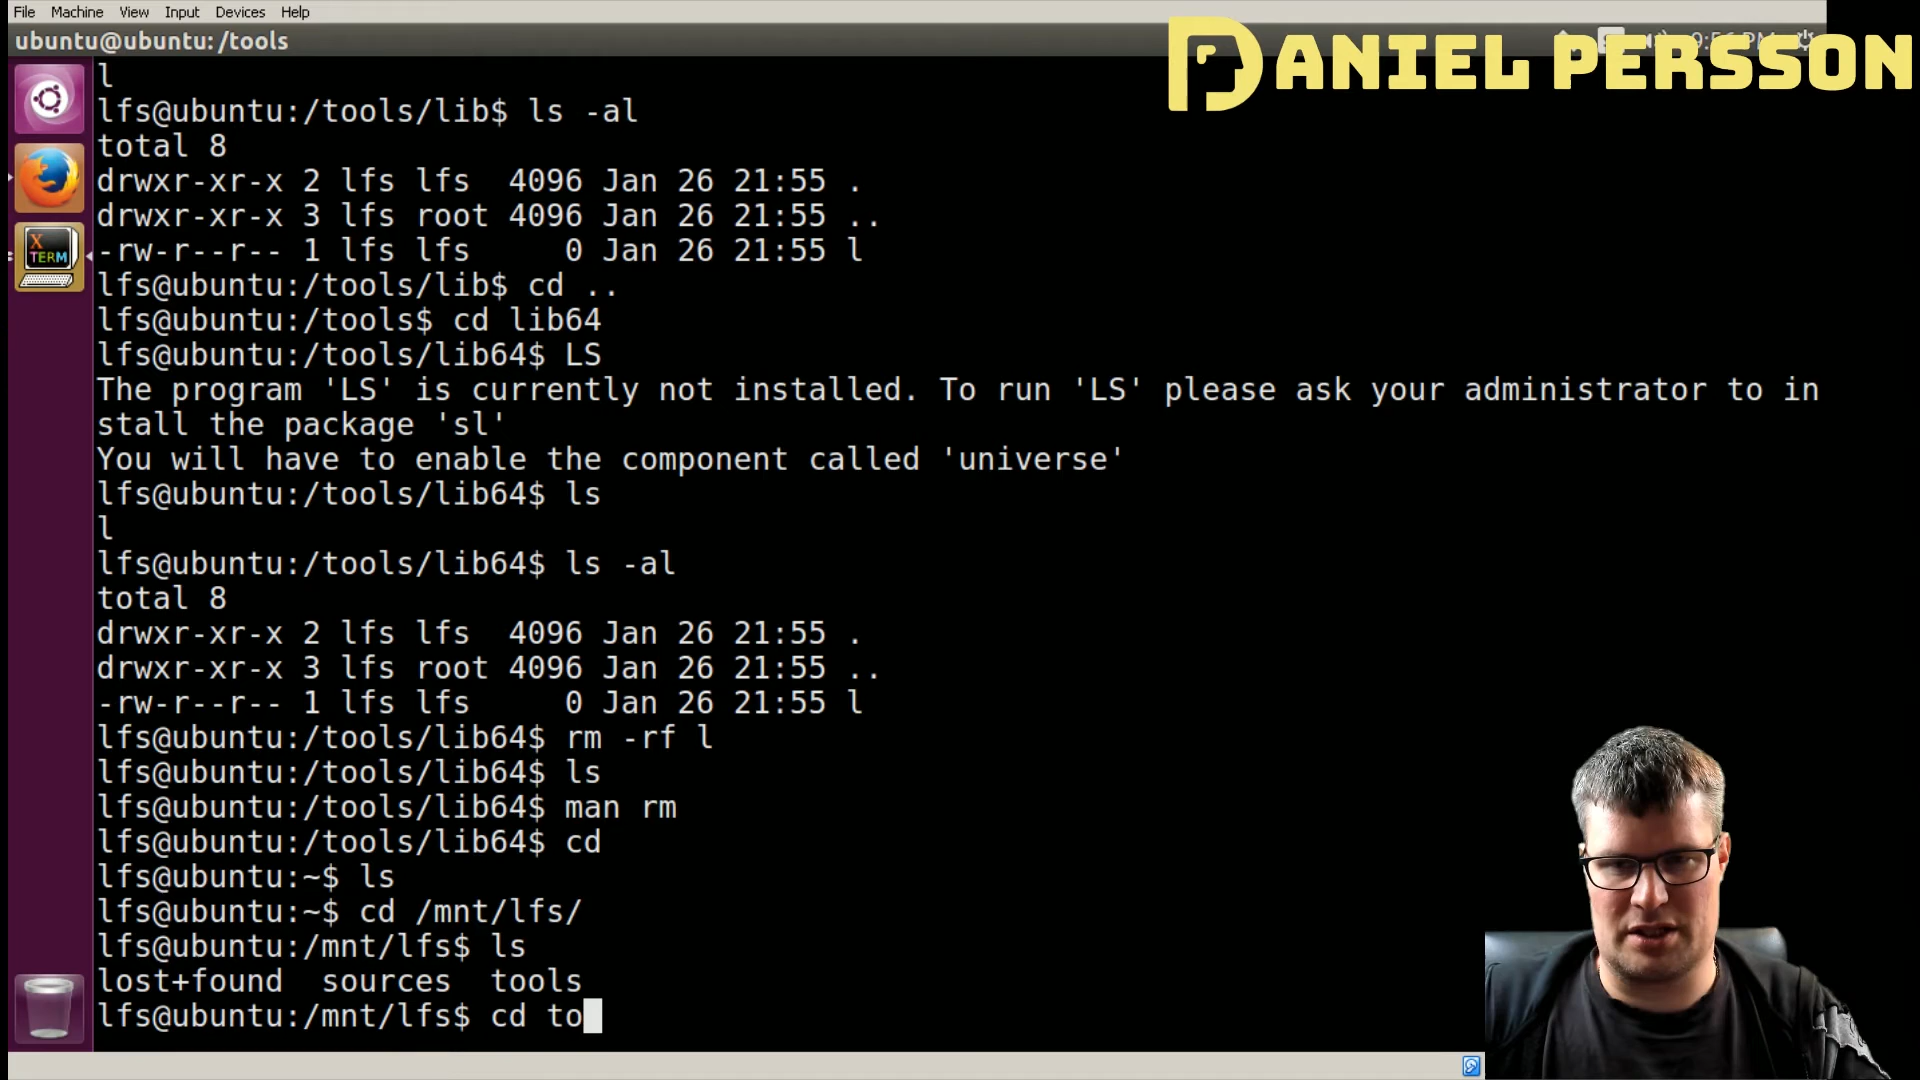 File Machine View Input Devices Help
ubuntu@ubuntu: /tools
DANIEL PERSSON
l
lfs@ubuntu:/tools/lib$ ls -al
total 8
drwxr-xr-x 2 lfs lfs  4096 Jan 26 21:55 .
drwxr-xr-x 3 lfs root 4096 Jan 26 21:55 ..
-rw-r--r-- 1 lfs lfs     0 Jan 26 21:55 l
lfs@ubuntu:/tools/lib$ cd ..
lfs@ubuntu:/tools$ cd lib64
lfs@ubuntu:/tools/lib64$ LS
The program 'LS' is currently not installed. To run 'LS' please ask your administrator to in
stall the package 'sl'
You will have to enable the component called 'universe'
lfs@ubuntu:/tools/lib64$ ls
l
lfs@ubuntu:/tools/lib64$ ls -al
total 8
drwxr-xr-x 2 lfs lfs  4096 Jan 26 21:55 .
drwxr-xr-x 3 lfs root 4096 Jan 26 21:55 ..
-rw-r--r-- 1 lfs lfs     0 Jan 26 21:55 l
lfs@ubuntu:/tools/lib64$ rm -rf l
lfs@ubuntu:/tools/lib64$ ls
lfs@ubuntu:/tools/lib64$ man rm
lfs@ubuntu:/tools/lib64$ cd
lfs@ubuntu:~$ ls
lfs@ubuntu:~$ cd /mnt/lfs/
lfs@ubuntu:/mnt/lfs$ ls
lost+found  sources  tools
lfs@ubuntu:/mnt/lfs$ cd to
X
TERM